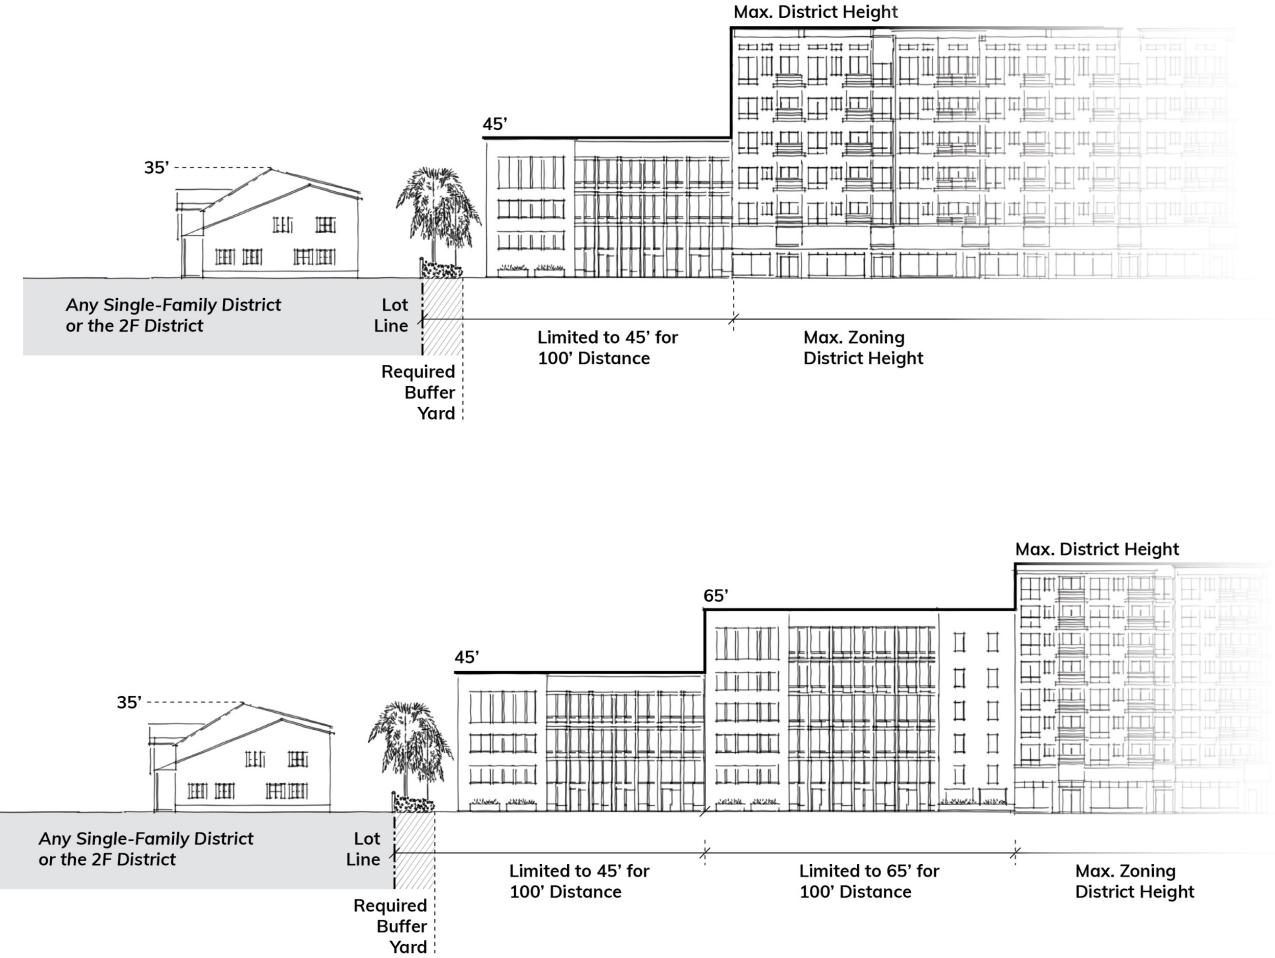 Max. District Height
45’
35’
Any Single-Family District
or the 2F District
Lot
Line
Limited to 45’ for
100’ Distance
Max. Zoning
District Height
Required
Buffer
Yard
Max. District Height
65’
45’
35’
Any Single-Family District
or the 2F District
Lot
Line
Limited to 45’ for
100’ Distance
Limited to 65’ for
100’ Distance
Max. Zoning
District Height
Required
Buffer
Yard